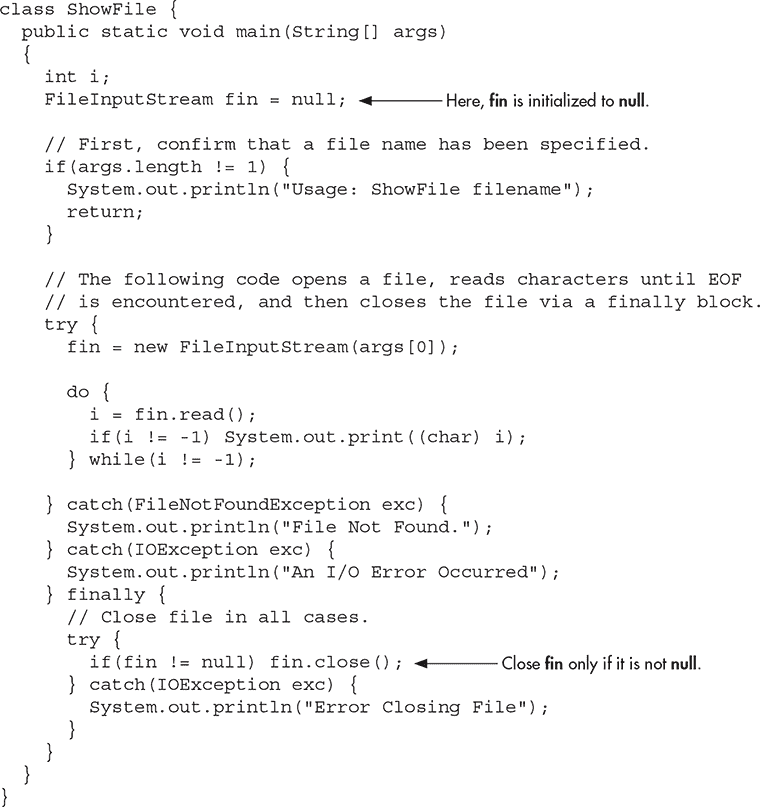 class ShowFile {
  public static void main(String[] args)
  {
    int i;
    FileInputStream fin = null; Here, fin is initialized to null.

    // First, confirm that a file name has been specified.
    if(args.length != 1) {
      System.out.println("Usage: ShowFile filename");
      return;
    }

    // The following code opens a file, reads characters until EOF
    // is encountered, and then closes the file via a finally block.
    try {
      fin = new FileInputStream(args[0]);

      do {
        i = fin.read();
        if(i != -1) System.out.print((char) i);
      } while(i != -1);

    } catch(FileNotFoundException exc) {
      System.out.println("File Not Found.");
    } catch(IOException exc) {
      System.out.println("An I/O Error Occurred");
    } finally {
      // Close file in all cases.
      try {
        if(fin != null) fin.close(); Close fin only if it is not null.
      } catch(IOException exc) {
        System.out.println("Error Closing File");
      }
    }
  }
}